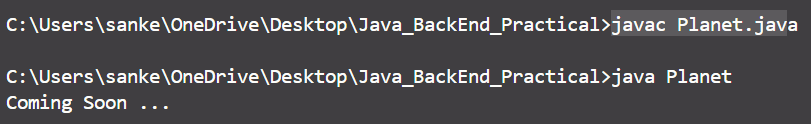 C:\Users\sanke\OneDrive\Desktop\Java_BackEnd_Practical>javac Planet.java
C:\Users\sanke\OneDrive\Desktop\Java_BackEnd_Practical>java Planet
Coming Soon ...